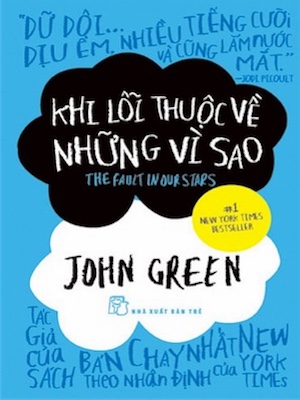 "DỮ DỘI...
DỊU ÊM. NHIỀU TIẾNG CƯỜI
VÀ CŨNG LẮM NƯỚC
MẮT."
-JODI PICOULT
KHI LỖI THUỘC VỀ
NHỮNG VÌ SAO
THE FAULT IN OUR STARS
#1
NEW YORK TIMES
BESTSELLER
JOHN GREEN
NHÀ XUẤT BẢN TRẺ
TÁC
GIẢ
CỦA
SÁCH
BÁN CHẠY NHẤT
THEO NHẬN ĐỊNH CỦA
NEW
YORK
TIMES